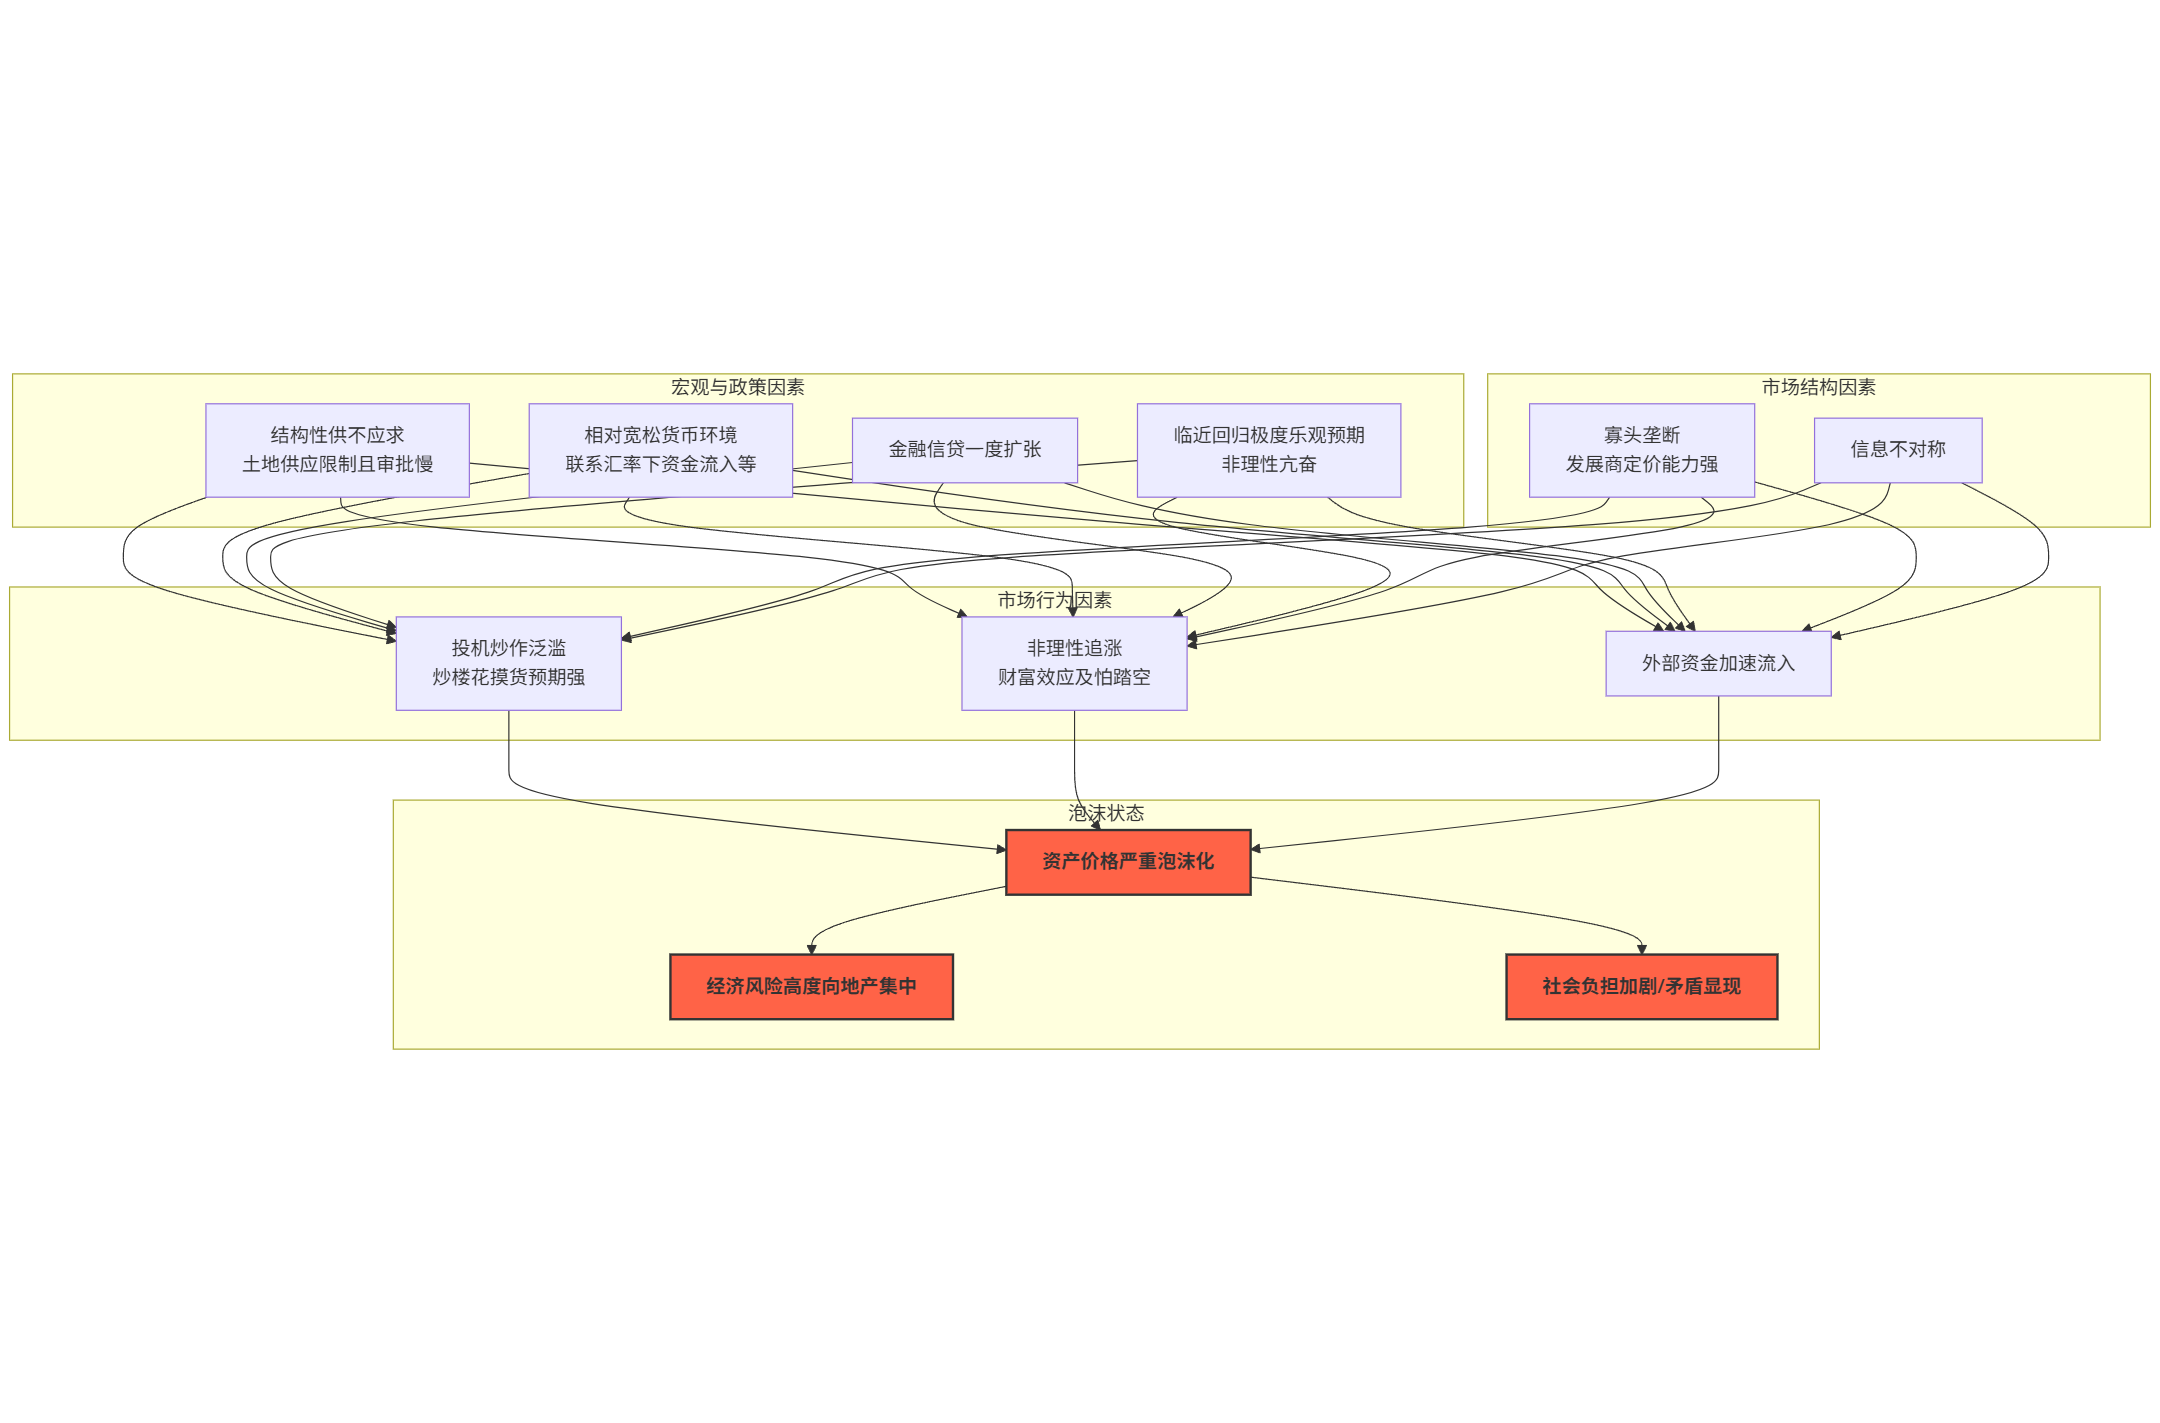 宏观与政策因素
市场结构因素
结构性供不应求
土地供应限制且审批慢
相对宽松货币环境
联系汇率下资金流入等
金融信贷一度扩张
临近回归极度乐观预期
非理性亢奋
寡头垄断
发展商定价能力强
信息不对称
市场行为因素
投机炒作泛滥
炒楼花摸货预期强
非理性追涨
财富效应及怕踏空
外部资金加速流入
泡沫状态
资产价格严重泡沫化
经济风险高度向地产集中
社会负担加剧/矛盾显现